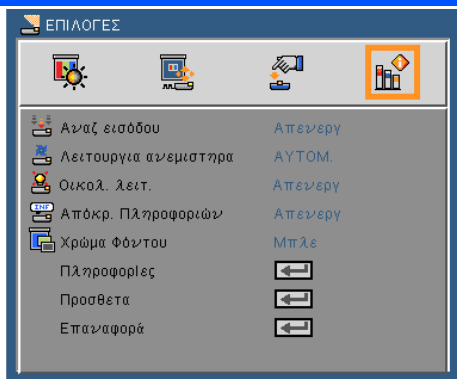 ΕΠΙΛΟΓΕΣ
Αναζ εισόδου Απενεργ
Λειτουργια ανεμιστηρα ΑΥΤΟΜ.
Οικολ. λειτ. Απενεργ
INF Απόκρ. Πληροφοριών Απενεργ
Χρώμα Φόντου Μπλε
Πληροφορίες
Προσθετα
Επαναφορά